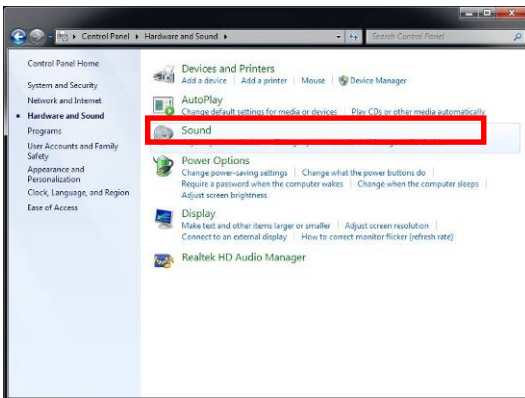 Control Panel ▸ Hardware and Sound ▸
Search Control Panel
Control Panel Home
System and Security
Network and Internet
Hardware and Sound
Programs
User Accounts and Family
Safety
Appearance and
Personalization
Clock, Language, and Region
Ease of Access
Devices and Printers
Add a device | Add a printer | Mouse | Device Manager
AutoPlay
Change default settings for media or devices | Play CDs or other media automatically
Sound
Power Options
Change power-saving settings | Change what the power buttons do |
Require a password when the computer wakes | Change when the computer sleeps |
Adjust screen brightness
Display
Make text and other items larger or smaller | Adjust screen resolution |
Connect to an external display | How to correct monitor flicker (refresh rate)
Realtek HD Audio Manager